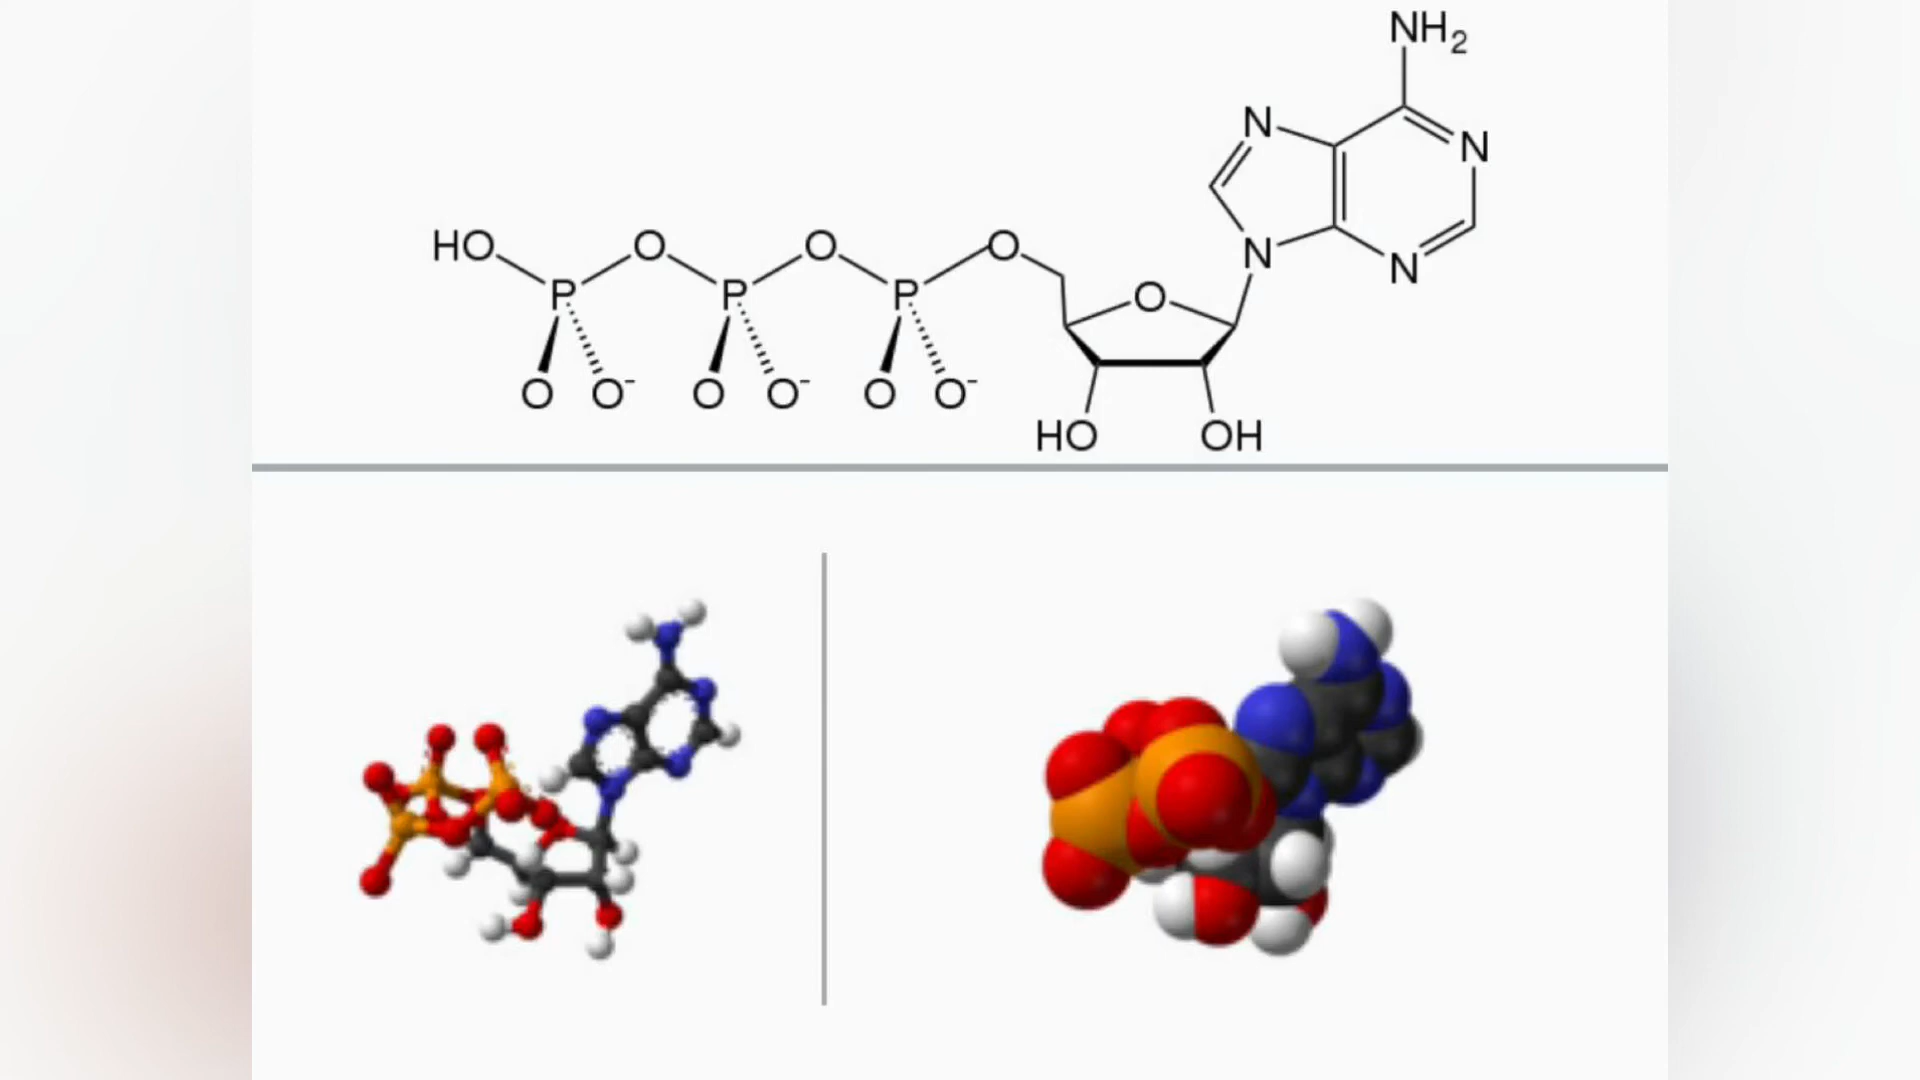 NH2
N
N
HO O O O
N
N
P P P
O
O O- O O- O O-
HO OH